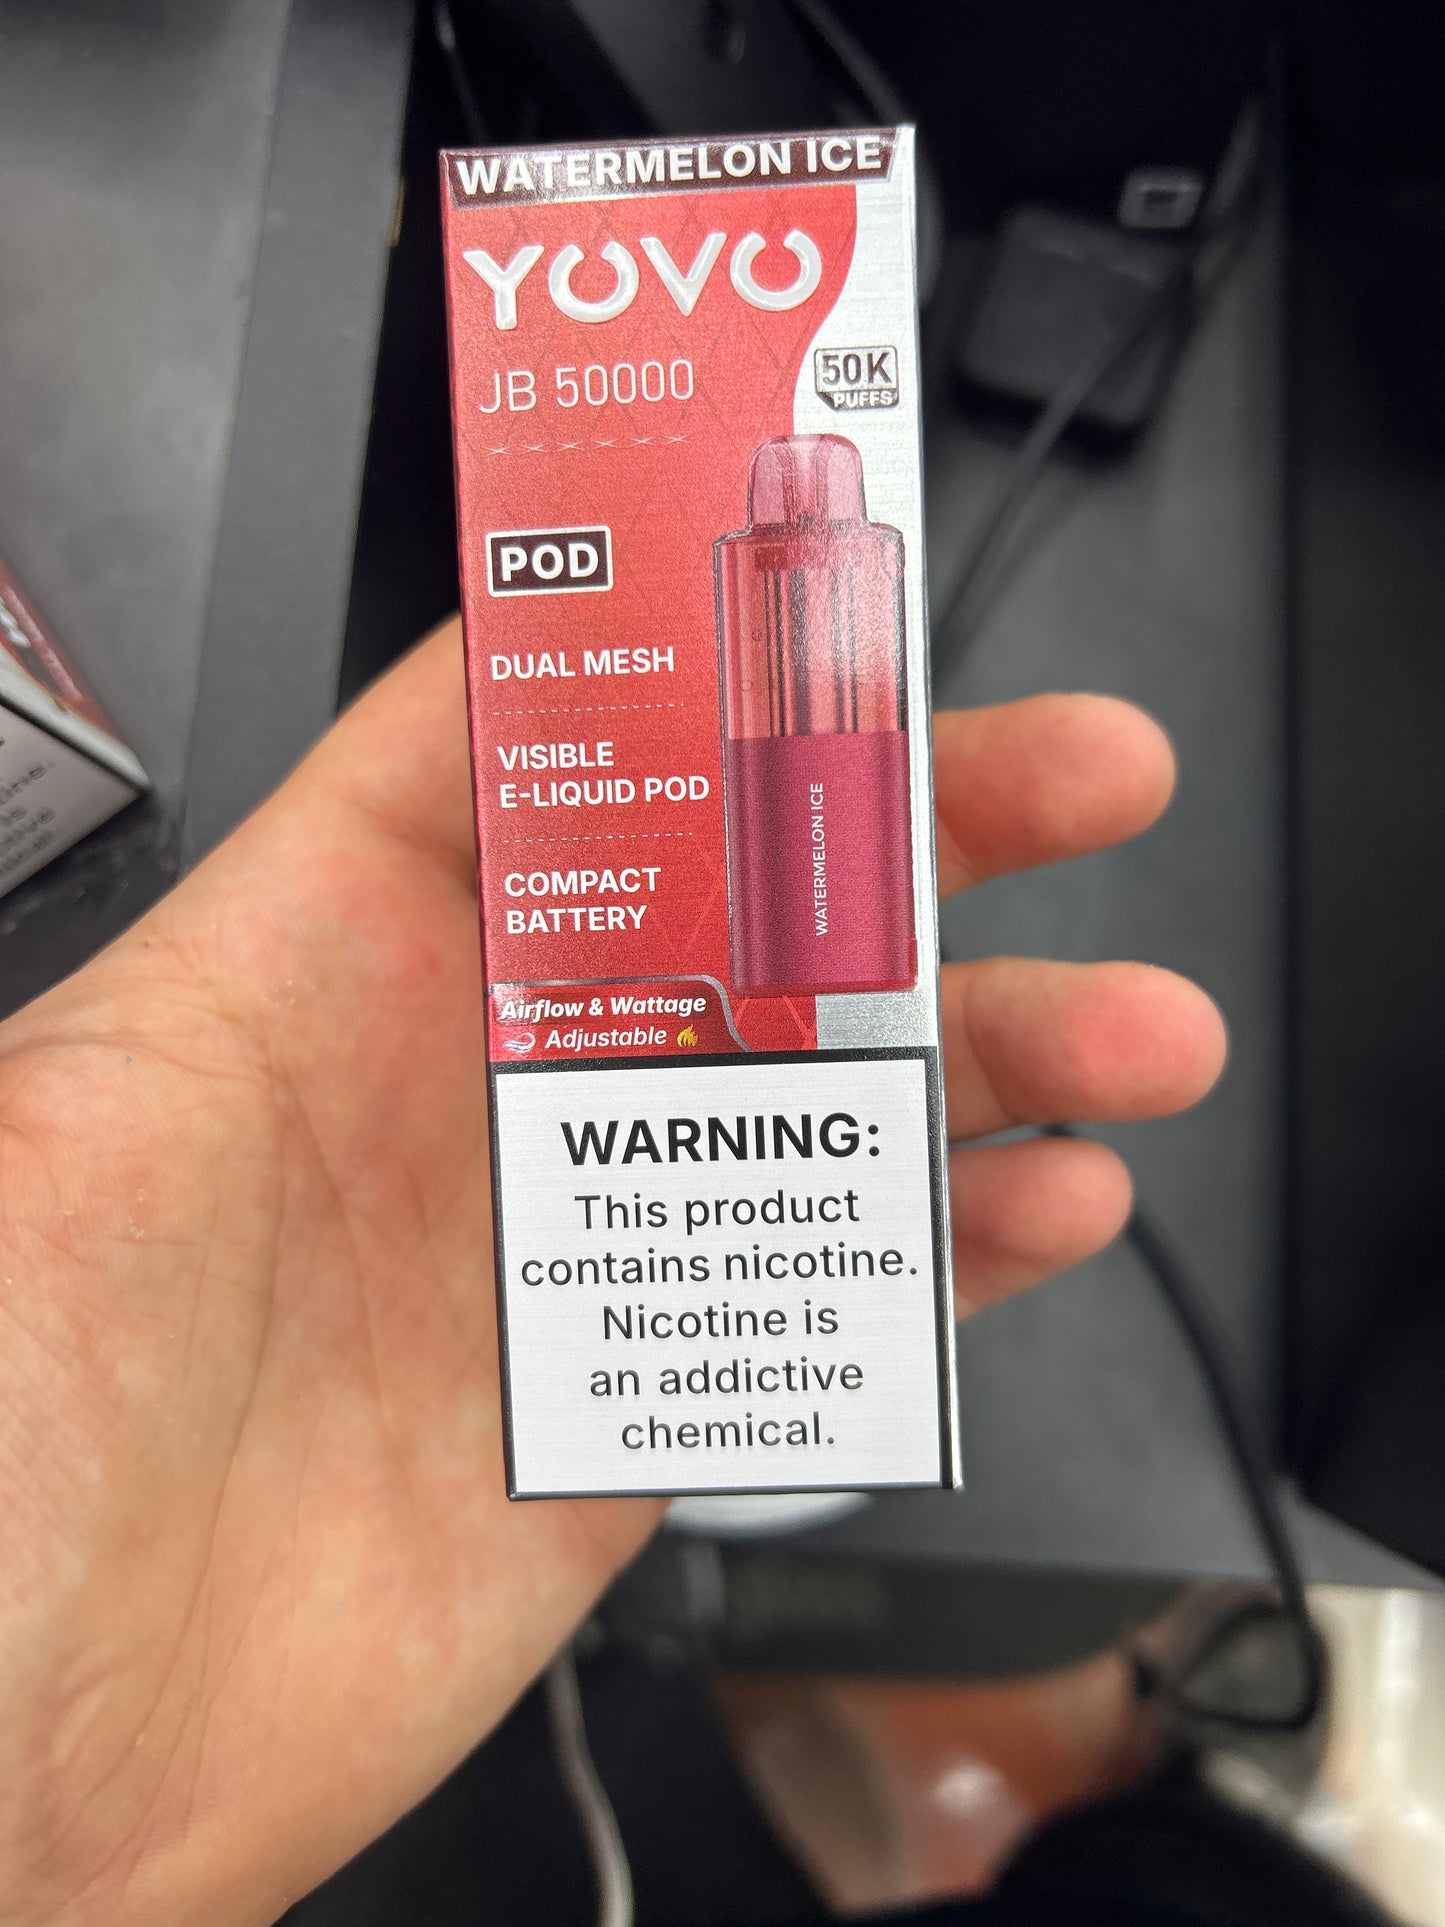 WATERMELON ICE
YOVO
JB 50000
50K
PUFFS
POD
DUAL MESH
VISIBLE
E-LIQUID POD
COMPACT
BATTERY
WATERMELON ICE
Airflow & Wattage
Adjustable
WARNING:
This product
contains nicotine.
Nicotine is
an addictive
chemical.